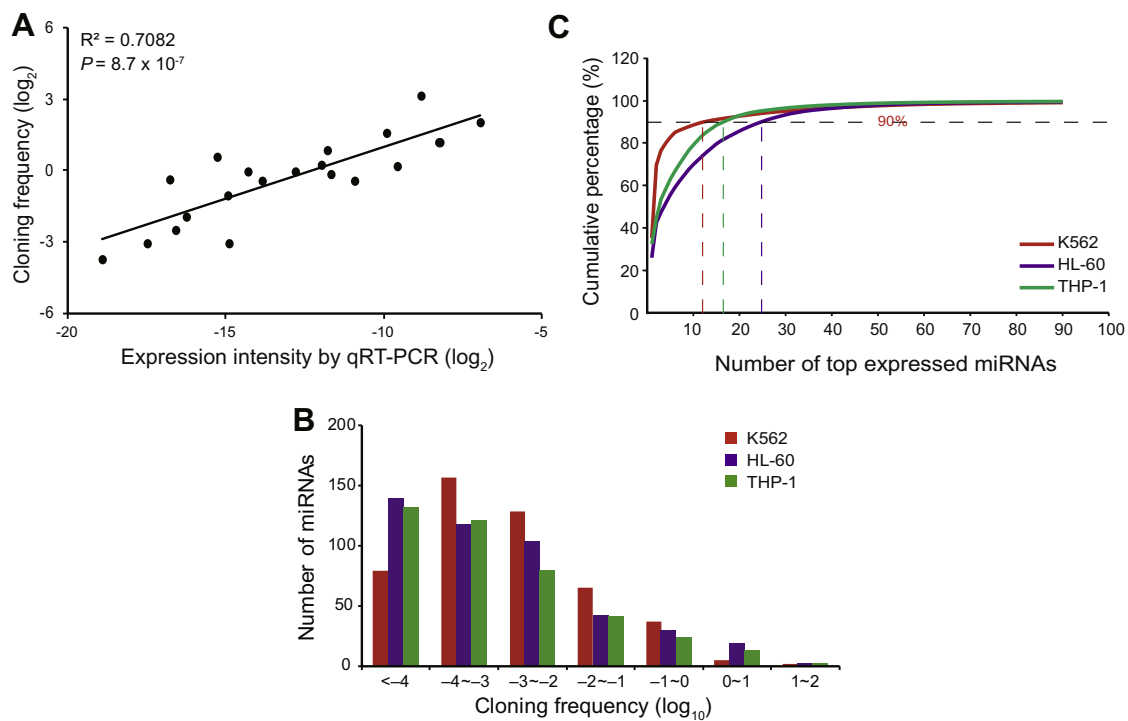 A
R² = 0.7082
P = 8.7 x 10⁻⁷
Cloning frequency (log₂)
3
0
-3
-6
-20
-15
-10
-5
Expression intensity by qRT-PCR (log₂)
C
Cumulative percentage (%)
120
100
80
60
40
20
0
90%
K562
HL-60
THP-1
10
20
30
40
50
60
70
80
90
100
Number of top expressed miRNAs
B
Number of miRNAs
200
150
100
50
0
K562
HL-60
THP-1
<–4
–4~–3
–3~–2
–2~–1
–1~0
0~1
1~2
Cloning frequency (log₁₀)